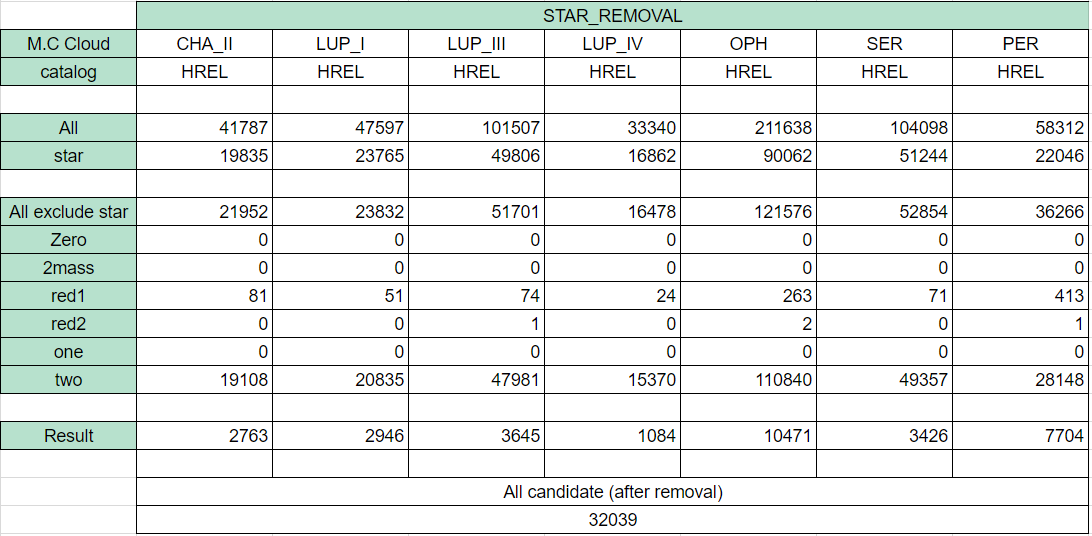 STAR_REMOVAL
M.C Cloud CHA_II LUP_I LUP_III LUP_IV OPH SER PER
catalog HREL HREL HREL HREL HREL HREL HREL
All 41787 47597 101507 33340 211638 104098 58312
star 19835 23765 49806 16862 90062 51244 22046
All exclude star 21952 23832 51701 16478 121576 52854 36266
Zero 0 0 0 0 0 0 0
2mass 0 0 0 0 0 0 0
red1 81 51 74 24 263 71 413
red2 0 0 1 0 2 0 1
one 0 0 0 0 0 0 0
two 19108 20835 47981 15370 110840 49357 28148
Result 2763 2946 3645 1084 10471 3426 7704
All candidate (after removal)
32039